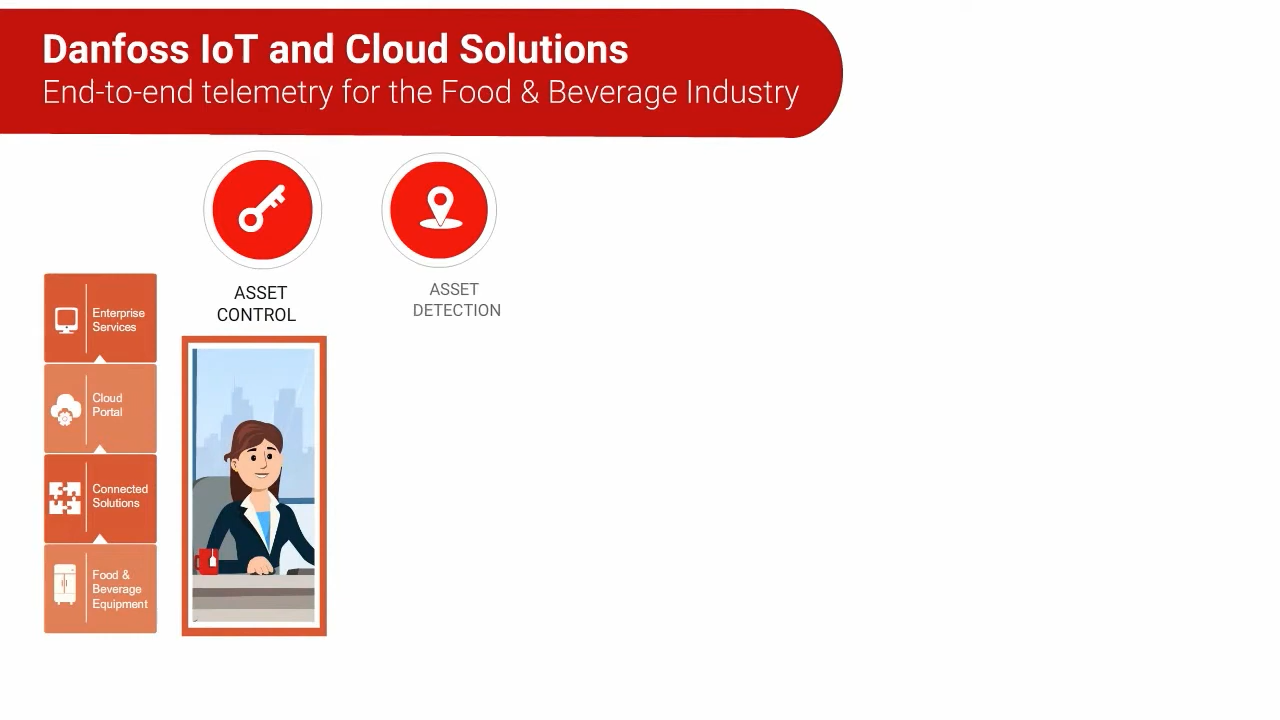 Danfoss IoT and Cloud Solutions
End-to-end telemetry for the Food & Beverage Industry
ASSET
CONTROL
ASSET
DETECTION
Enterprise
Services
Cloud
Portal
Connected
Solutions
Food &
Beverage
Equipment